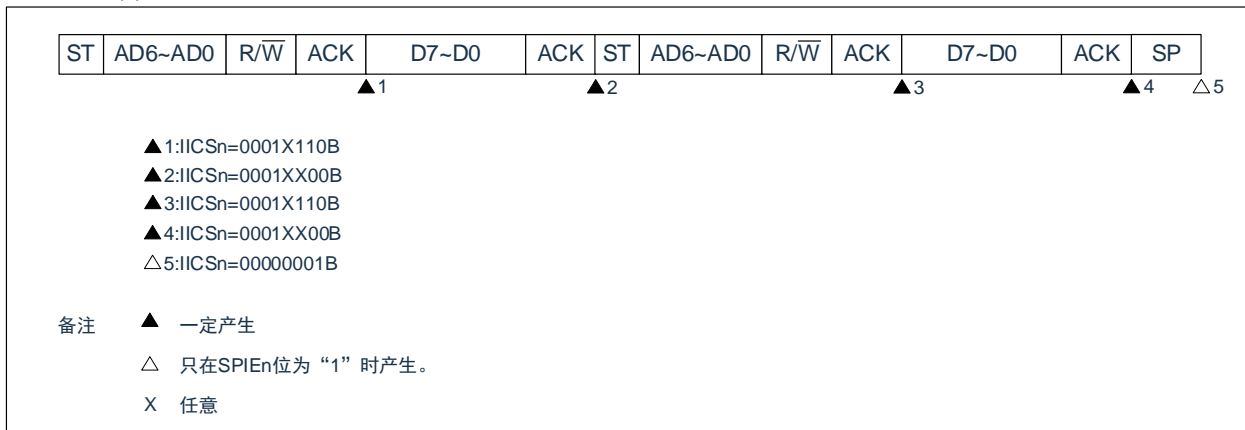 ST AD6~AD0 R/W ACK D7~D0 ACK ST AD6~AD0 R/W ACK D7~D0 ACK SP
▲1 ▲2 ▲3 ▲4 △5
▲1:IICSn=0001X110B
▲2:IICSn=0001XX00B
▲3:IICSn=0001X110B
▲4:IICSn=0001XX00B
△5:IICSn=00000001B
备注 ▲ 一定产生
△ 只在SPIEn位为“1”时产生。
X 任意